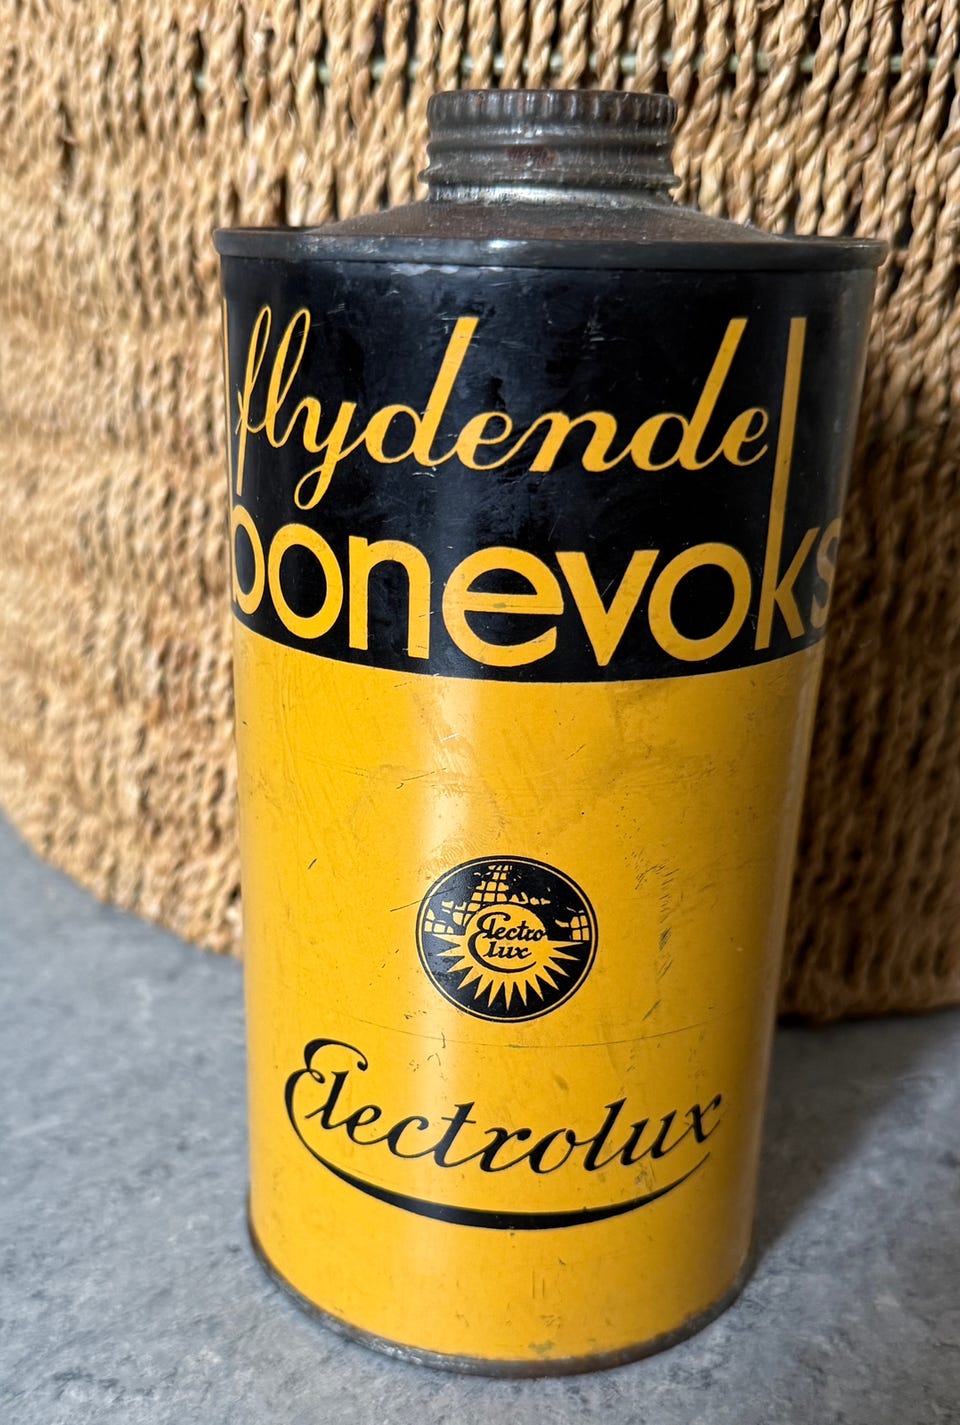 flydende
bonevoks
Electro
lux
Electrolux